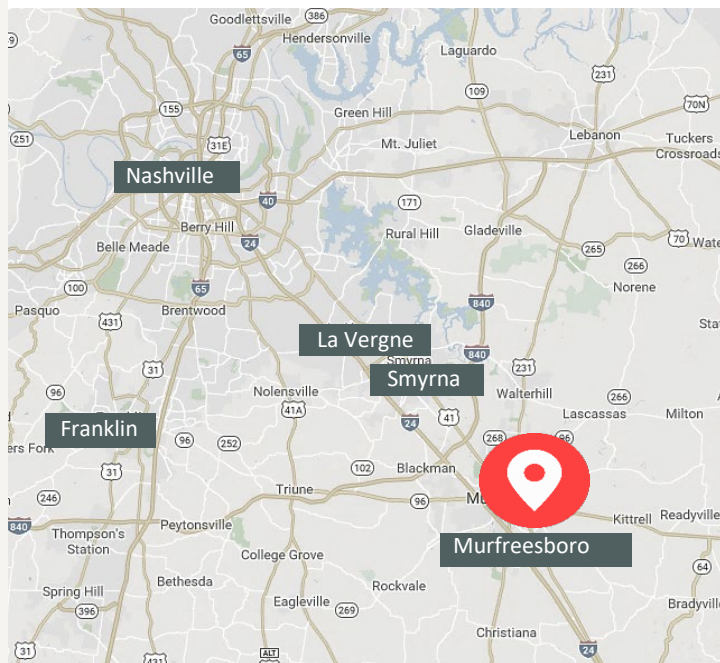 Goodlettsville
386
Hendersonville
65
Laguardo
231
109
155
70N
Green Hill
251
31E
Mt. Juliet
Lebanon
Tuckers
Crossroads
Nashville
40
171
Berry Hill
24
Rural Hill
Gladeville
Belle Meade
265
70
266
100
65
Norene
840
Pasquo
Brentwood
431
La Vergne
840
Smyrna
31
231
Smyrna
96
Nolensville
Walterhill
266
41A
Lascassas
Milton
41
24
Franklin
96
252
268
96
102
Blackman
31
246
Triune
96
840
Peytonsville
Kittrell
Readyville
Thompson's
Station
Murfreesboro
College Grove
64
Bethesda
Rockvale
Spring Hill
Eagleville
396
269
Bradyville
Christiana
31
ALT
431
24